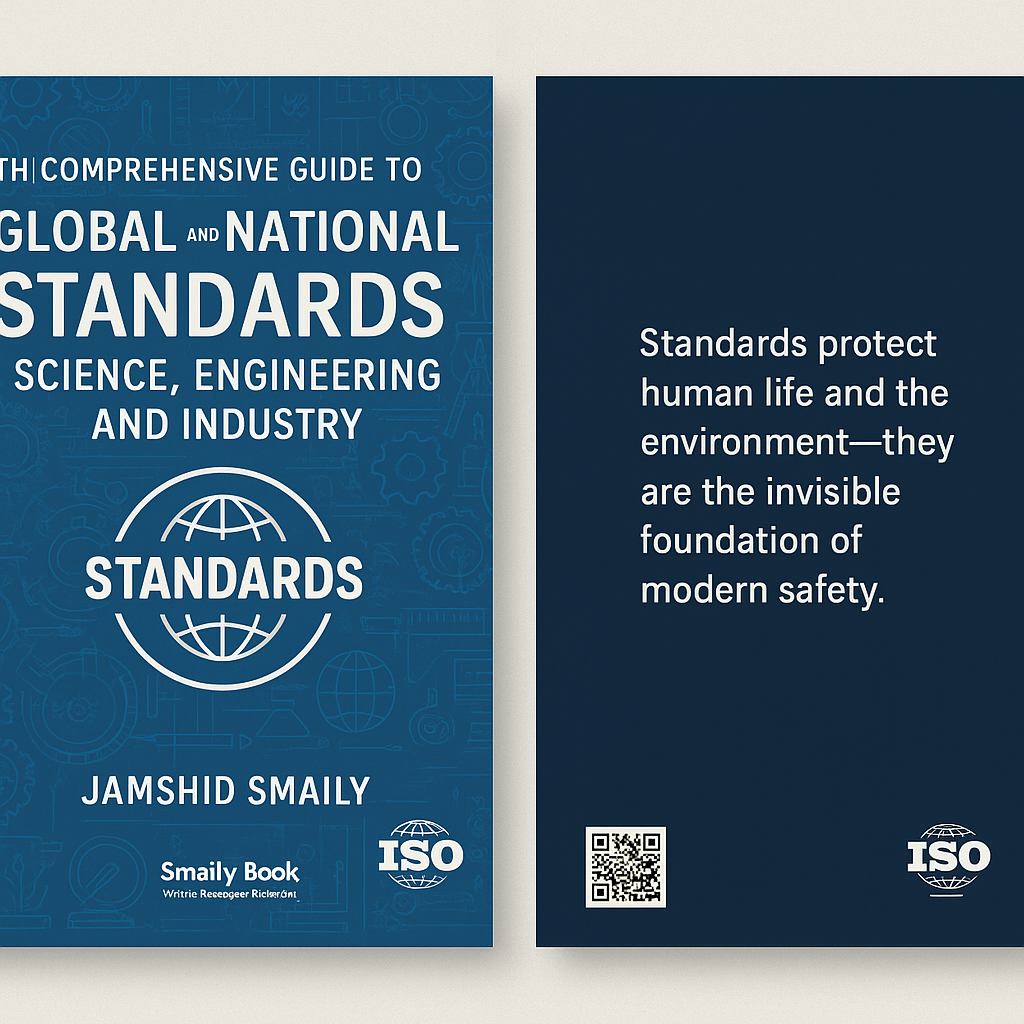 TH COMPREHENSIVE GUIDE TO
GLOBAL AND NATIONAL
STANDARDS
SCIENCE, ENGINEERING
AND INDUSTRY
STANDARDS
JAMSHID SMAILY
Smaily Book
ISO
Standards protect
human life and the
environment—they
are the invisible
foundation of
modern safety.
ISO